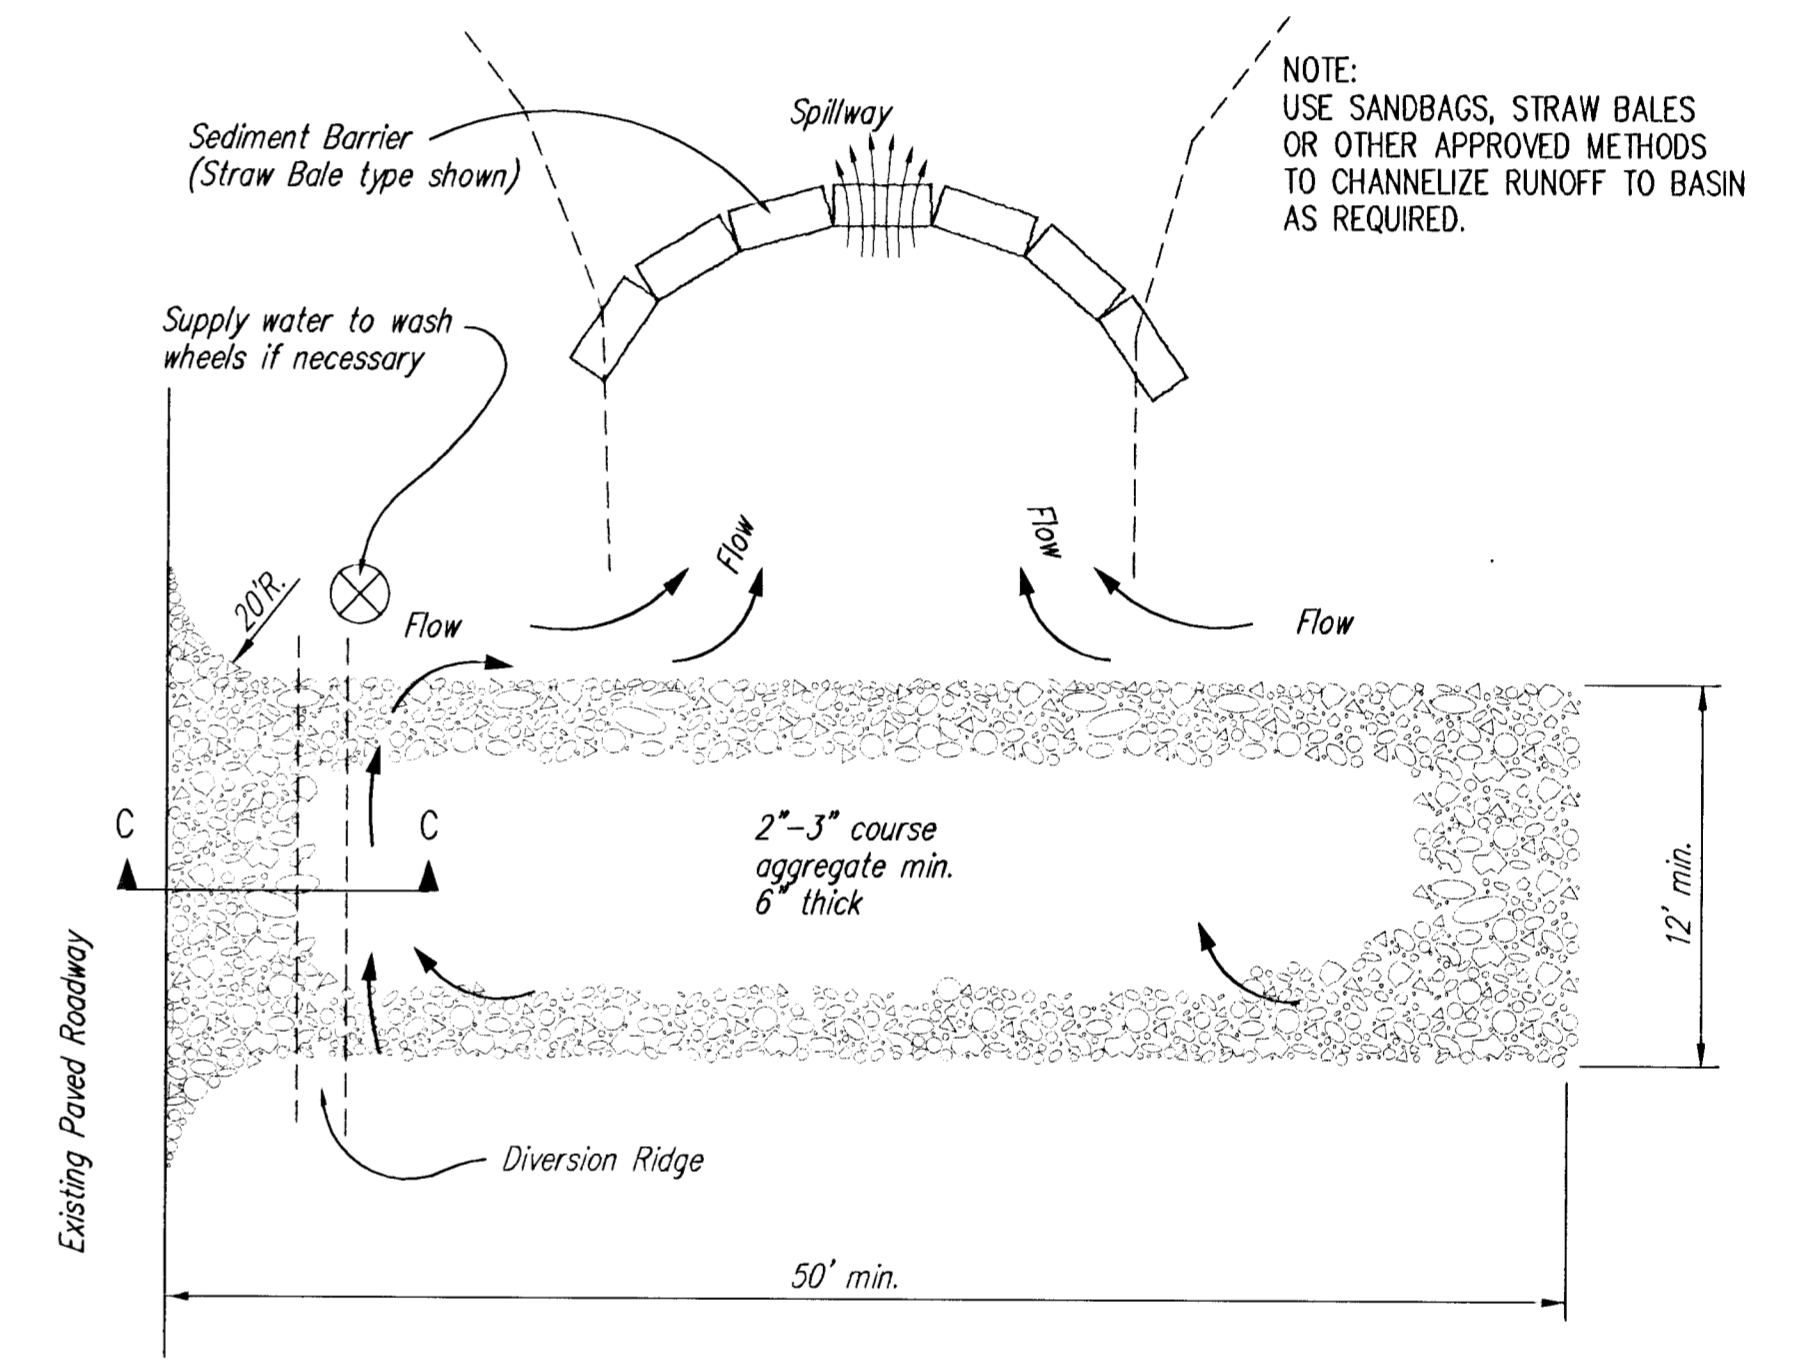 NOTE:
USE SANDBAGS, STRAW BALES
OR OTHER APPROVED METHODS
TO CHANNELIZE RUNOFF TO BASIN
AS REQUIRED.
Spillway
Sediment Barrier
(Straw Bale type shown)
Supply water to wash
wheels if necessary
20'R.
Flow
Flow
Flow
Flow
C
C
2"-3" course
aggregate min.
6" thick
12' min.
Existing Paved Roadway
Diversion Ridge
50' min.